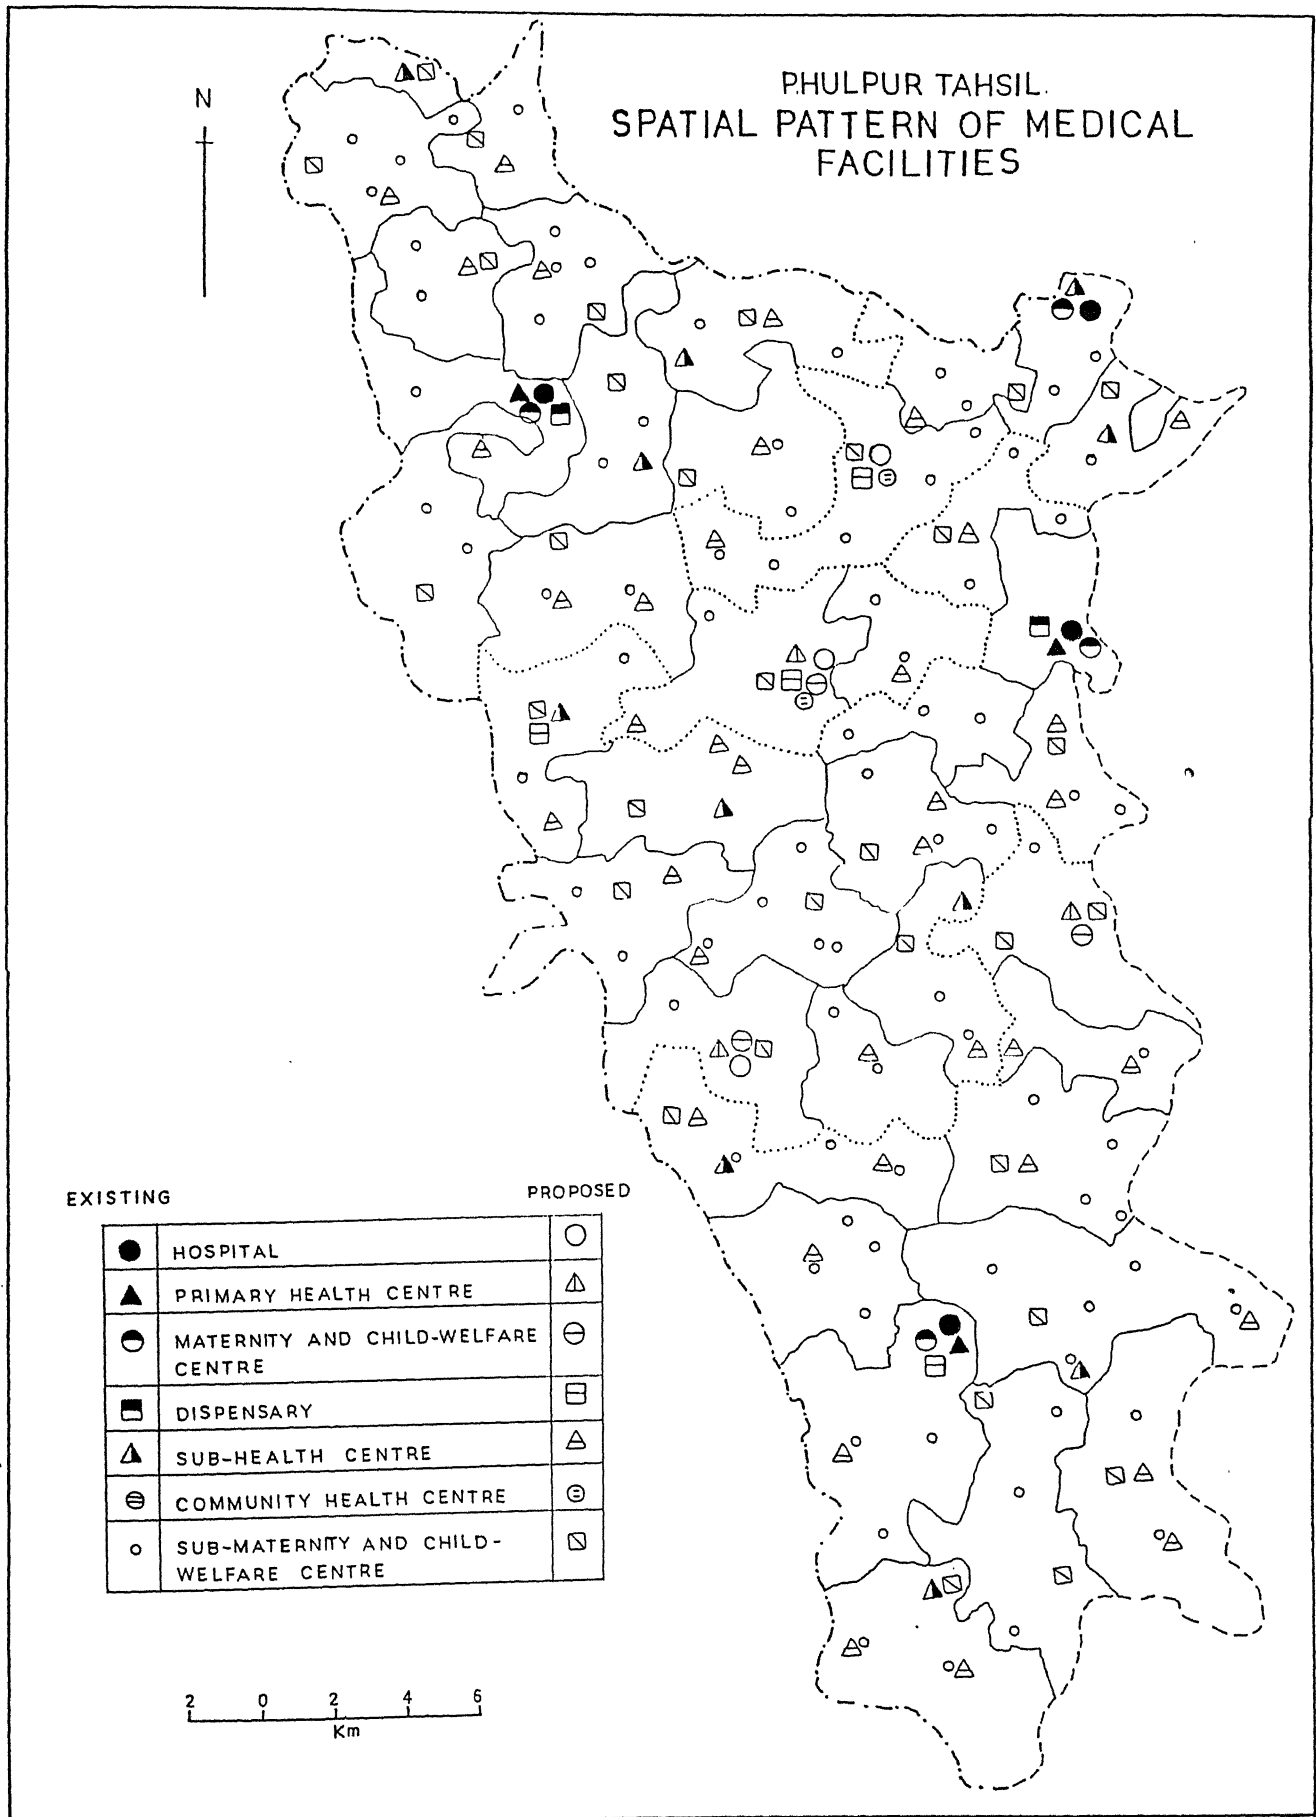 PHULPUR TAHSIL.
SPATIAL PATTERN OF MEDICAL
FACILITIES
N
EXISTING
PROPOSED
HOSPITAL
PRIMARY HEALTH CENTRE
MATERNITY AND CHILD-WELFARE
CENTRE
DISPENSARY
SUB-HEALTH CENTRE
COMMUNITY HEALTH CENTRE
SUB-MATERNITY AND CHILD-
WELFARE CENTRE
2 0 2 4 6
Km